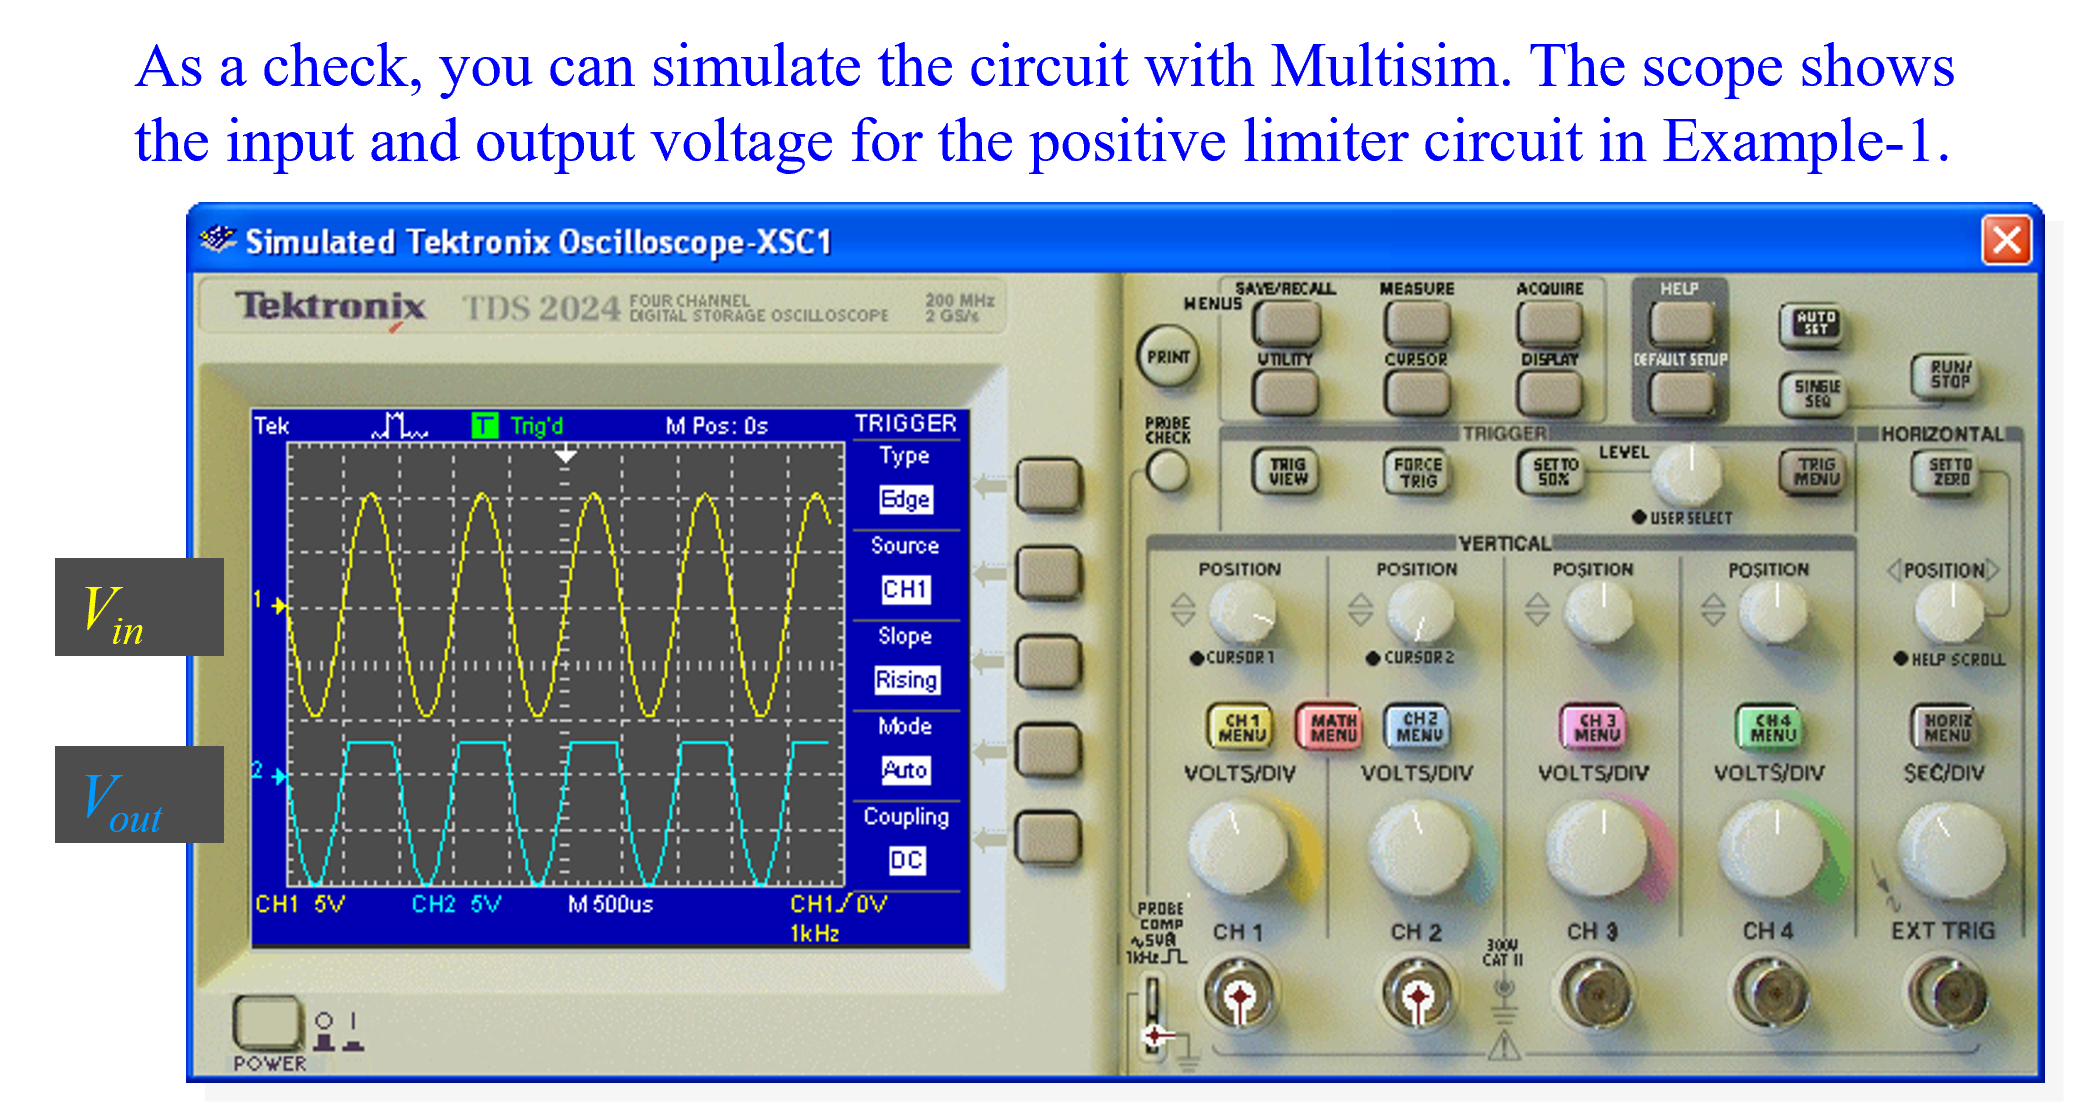 As a check, you can simulate the circuit with Multisim. The scope shows
the input and output voltage for the positive limiter circuit in Example-1.
Simulated Tektronix Oscilloscope-XSC1
Tektronix TDS 2024 FOUR CHANNEL DIGITAL STORAGE OSCILLOSCOPE 200 MHz 2 GS/s
Tek T Trig'd M Pos: 0s TRIGGER
Type
Edge
Source
CH1
Slope
Rising
Mode
Auto
Coupling
DC
1
2
CH1 5V CH2 5V M 500us CH1 0V
1kHz
Vin
Vout
POWER
MENUS
SAVE/RECALL MEASURE ACQUIRE HELP
PRINT
UTILITY CURSOR DISPLAY DEFAULT SETUP
AUTO SET
SINGLE SEQ
RUN/ STOP
PROBE CHECK
TRIGGER
HORIZONTAL
TRIG VIEW
FORCE TRIG
SET TO 50%
LEVEL
TRIG MENU
SET TO ZERO
USER SELECT
VERTICAL
POSITION POSITION POSITION POSITION POSITION
CURSOR 1 CURSOR 2 HELP SCROLL
CH 1 MENU
MATH MENU
CH 2 MENU
CH 3 MENU
CH 4 MENU
HORIZ MENU
VOLTS/DIV VOLTS/DIV VOLTS/DIV VOLTS/DIV SEC/DIV
PROBE COMP
~5V@
1kHz
CH 1 CH 2 CH 3 CH 4 EXT TRIG
300V
CAT II